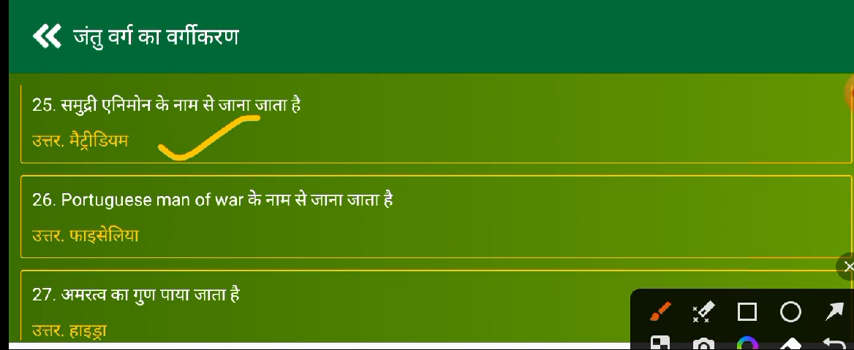 जंतु वर्ग का वर्गीकरण
25. समुद्री एनिमोन के नाम से जाना जाता है
उत्तर. मैट्रीडियम
26. Portuguese man of war के नाम से जाना जाता है
उत्तर. फाइसेलिया
27. अमरत्व का गुण पाया जाता है
उत्तर. हाइड्रा